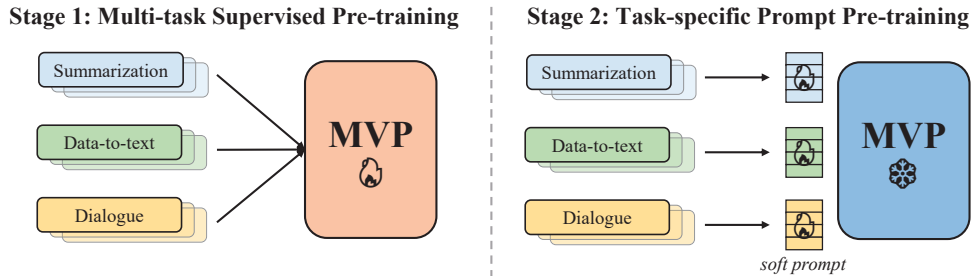 Stage 1: Multi-task Supervised Pre-training
Summarization
Data-to-text
Dialogue
MVP
Stage 2: Task-specific Prompt Pre-training
Summarization
Data-to-text
Dialogue
MVP
soft prompt